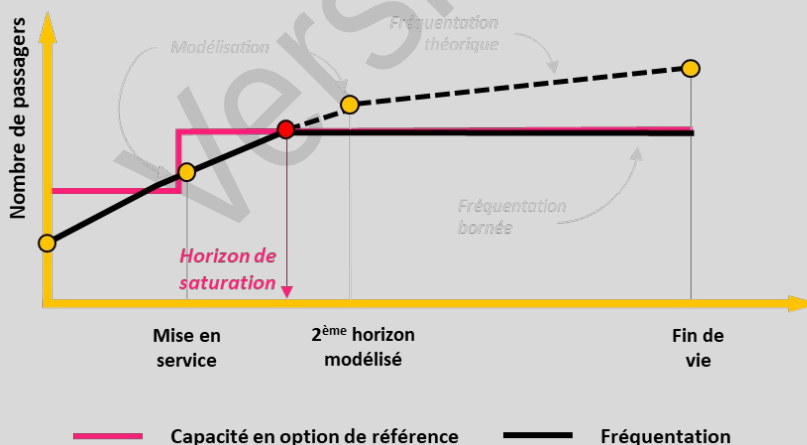 Nombre de passagers
Modélisation
Fréquentation
théorique
Fréquentation
bornée
Horizon de
saturation
Mise en
service
2ème horizon
modélisé
Fin de
vie
Capacité en option de référence
Fréquentation
Versi